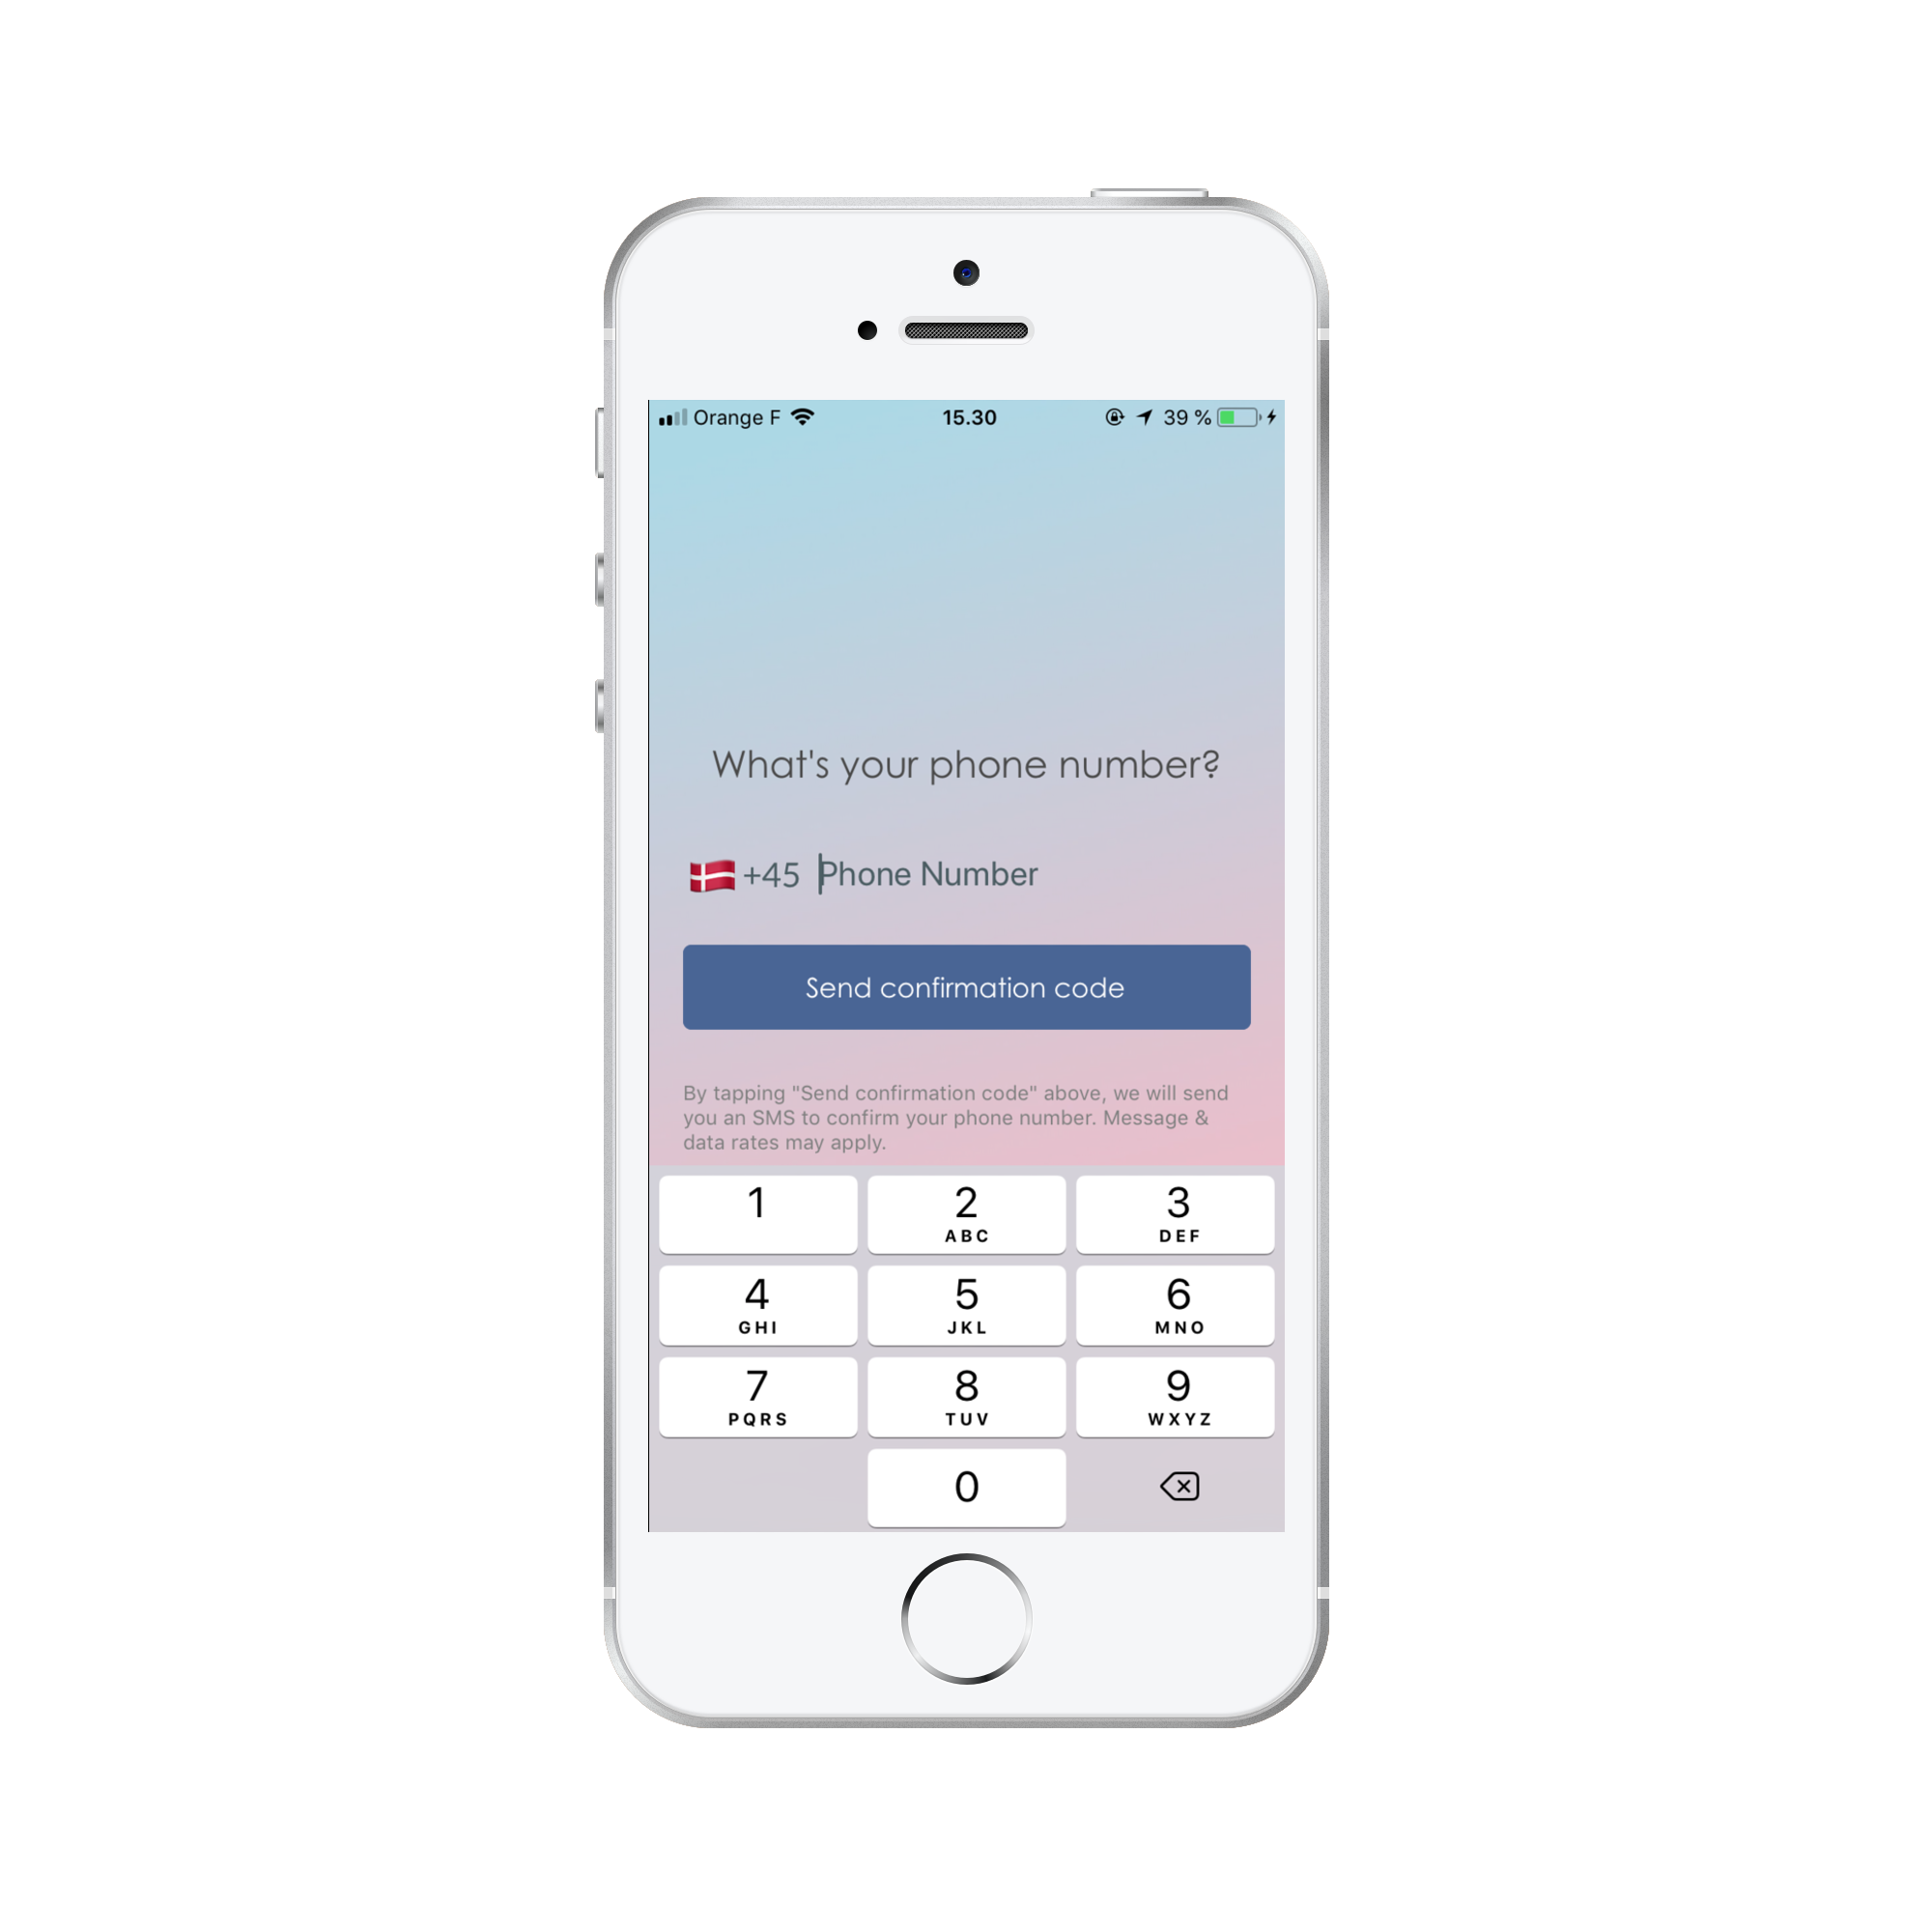 Orange F 15.30 39 %
What's your phone number?
+45 Phone Number
Send confirmation code
By tapping "Send confirmation code" above, we will send
you an SMS to confirm your phone number. Message &
data rates may apply.
1 2 3
ABC DEF
4 5 6
GHI JKL MNO
7 8 9
PQRS TUV WXYZ
0